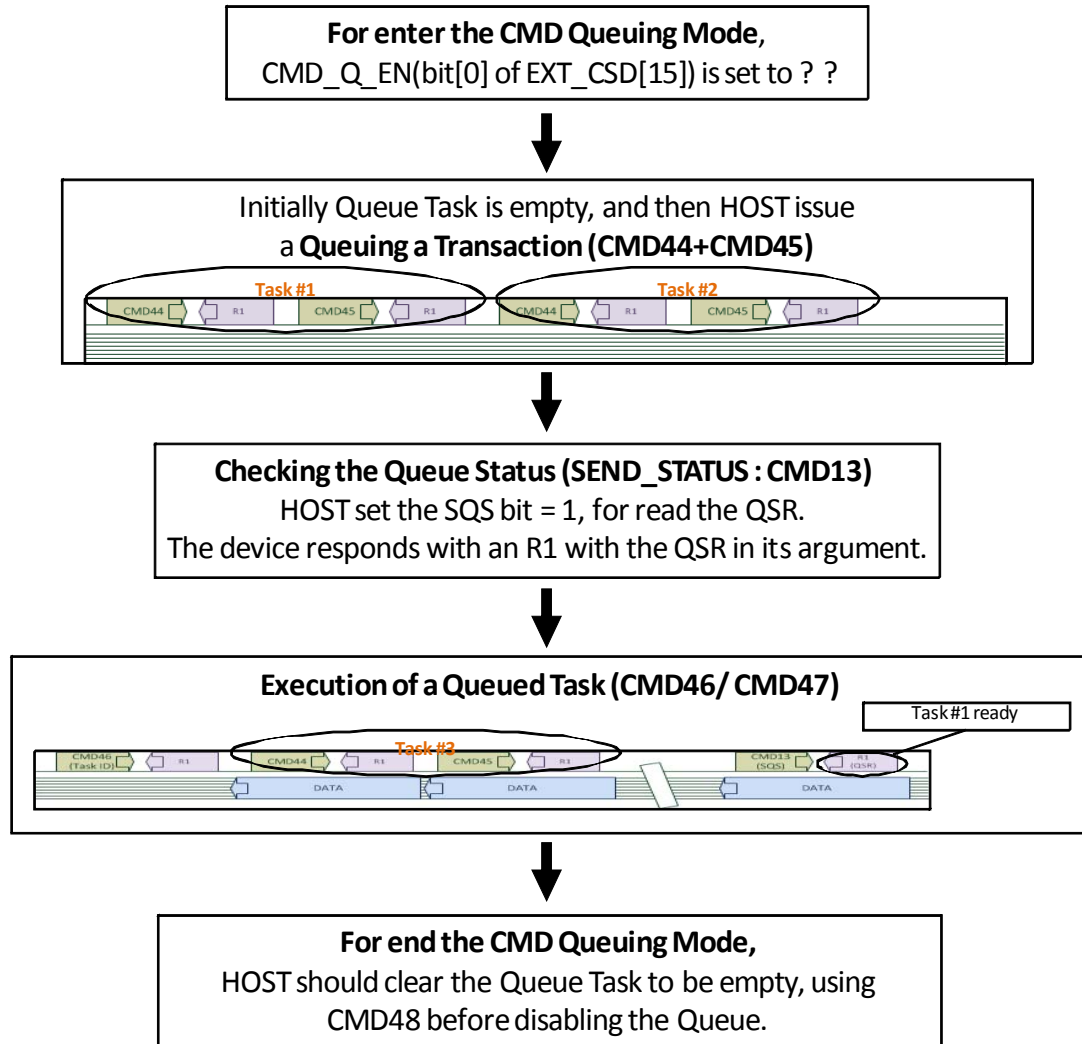 For enter the CMD Queuing Mode,
CMD_Q_EN(bit[0] of EXT_CSD[15]) is set to ? ?
Initially Queue Task is empty, and then HOST issue
a Queuing a Transaction (CMD44+CMD45)
Task #1
Task #2
CMD44
R1
CMD45
R1
CMD44
R1
CMD45
R1
Checking the Queue Status (SEND_STATUS : CMD13)
HOST set the SQS bit = 1, for read the QSR.
The device responds with an R1 with the QSR in its argument.
Execution of a Queued Task (CMD46/ CMD47)
Task #1 ready
Task #3
CMD46
(Task ID)
R1
CMD44
R1
CMD45
R1
CMD13
(SQS)
R1
(QSR)
DATA
DATA
DATA
For end the CMD Queuing Mode,
HOST should clear the Queue Task to be empty, using
CMD48 before disabling the Queue.